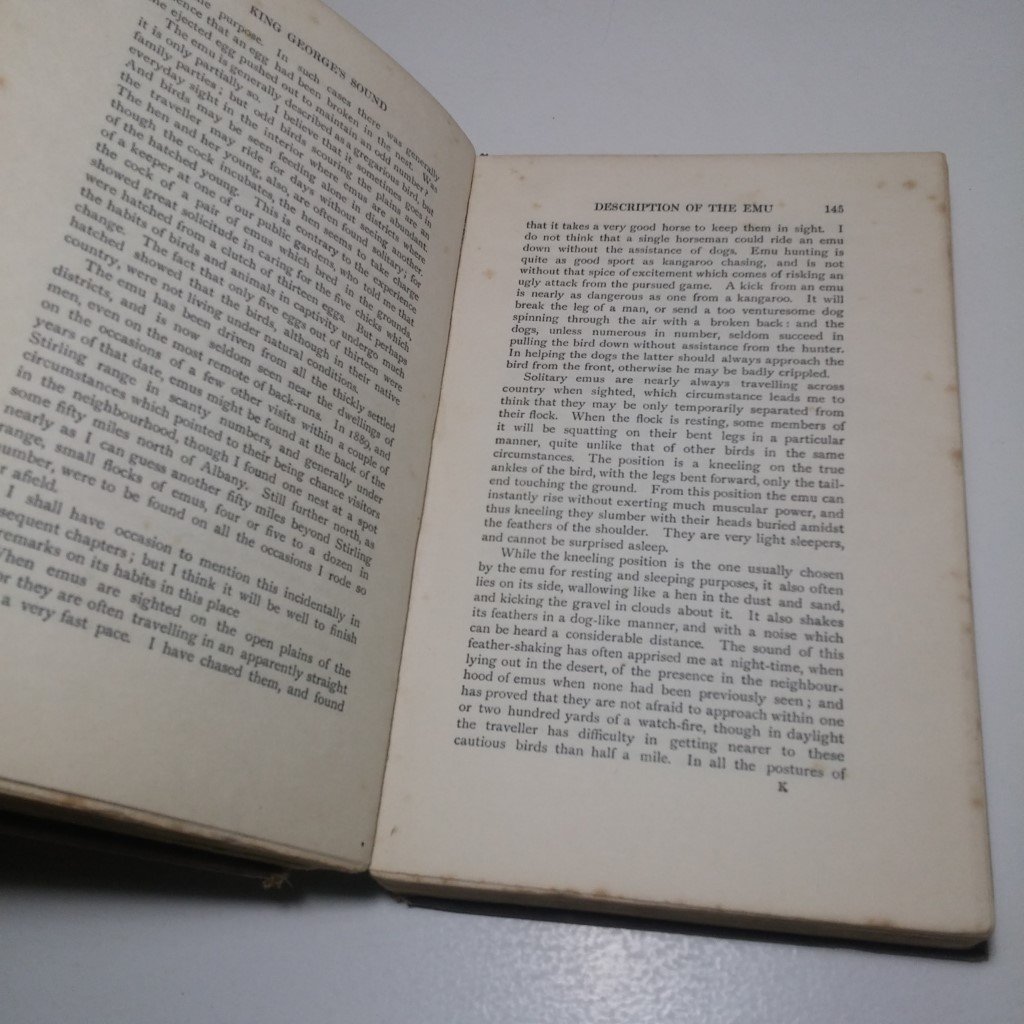 KING GEORGE'S SOUND
the purpose. In such cases there was generally
that an egg had been broken in the nest. Was
the ejected egg pushed out to maintain an odd number?
The emu is generally described as a gregarious bird, but
it is only partially so. I believe that it sometimes goes in
family parties; but odd birds scouring the plains are an
everyday sight in the interior where emus are abundant.
And birds may be seen feeding alone in districts where
the traveller may ride for days without seeing another.
The hen and her young, also, are often found solitary; for
though the cock incubates, the hen seems to take charge
of the hatched young. This is contrary to the experience
of a keeper at one of our public gardens, who told me that
the cock of a pair of emus which bred in the grounds,
showed great solicitude in caring for the five chicks which
were hatched from a clutch of thirteen eggs. But perhaps
the habits of birds and animals in captivity undergo much
change. The fact that only five eggs out of thirteen were
hatched showed that the birds, although in their native
country, were not living under natural conditions.
The emu has been driven from all the thickly settled
districts, and is now seldom seen near the dwellings of
men, even on the most remote of back-runs. In 1889, and
on the occasions of a few other visits within a couple of
years of that date, emus might be found at the back of the
Stirling range in scanty numbers, and generally under
circumstances which pointed to their being chance visitors
in the neighbourhood, though I found one nest at a spot
some fifty miles north of Albany. Still further north, as
nearly as I can guess another fifty miles beyond Stirling
range, small flocks of emus, four or five to a dozen in
number, were to be found on all the occasions I rode so
afield.
I shall have occasion to mention this incidentally in
sequent chapters; but I think it will be well to finish
remarks on its habits in this place
When emus are sighted on the open plains of the
or they are often travelling in an apparently straight
a very fast pace. I have chased them, and found
DESCRIPTION OF THE EMU 145
that it takes a very good horse to keep them in sight. I
do not think that a single horseman could ride an emu
down without the assistance of dogs. Emu hunting is
quite as good sport as kangaroo chasing, and is not
without that spice of excitement which comes of risking an
ugly attack from the pursued game. A kick from an emu
is nearly as dangerous as one from a kangaroo. It will
break the leg of a man, or send a too venturesome dog
spinning through the air with a broken back: and the
dogs, unless numerous in number, seldom succeed in
pulling the bird down without assistance from the hunter.
In helping the dogs the latter should always approach the
bird from the front, otherwise he may be badly crippled.
Solitary emus are nearly always travelling across
country when sighted, which circumstance leads me to
think that they may be only temporarily separated from
their flock. When the flock is resting, some members of
it will be squatting on their bent legs in a particular
manner, quite unlike that of other birds in the same
circumstances. The position is a kneeling on the true
ankles of the bird, with the legs bent forward, only the tail-
end touching the ground. From this position the emu can
instantly rise without exerting much muscular power, and
thus kneeling they slumber with their heads buried amidst
the feathers of the shoulder. They are very light sleepers,
and cannot be surprised asleep.
While the kneeling position is the one usually chosen
by the emu for resting and sleeping purposes, it also often
lies on its side, wallowing like a hen in the dust and sand,
and kicking the gravel in clouds about it. It also shakes
its feathers in a dog-like manner, and with a noise which
can be heard a considerable distance. The sound of this
feather-shaking has often apprised me at night-time, when
lying out in the desert, of the presence in the neighbour-
hood of emus when none had been previously seen; and
has proved that they are not afraid to approach within one
or two hundred yards of a watch-fire, though in daylight
the traveller has difficulty in getting nearer to these
cautious birds than half a mile. In all the postures of
K